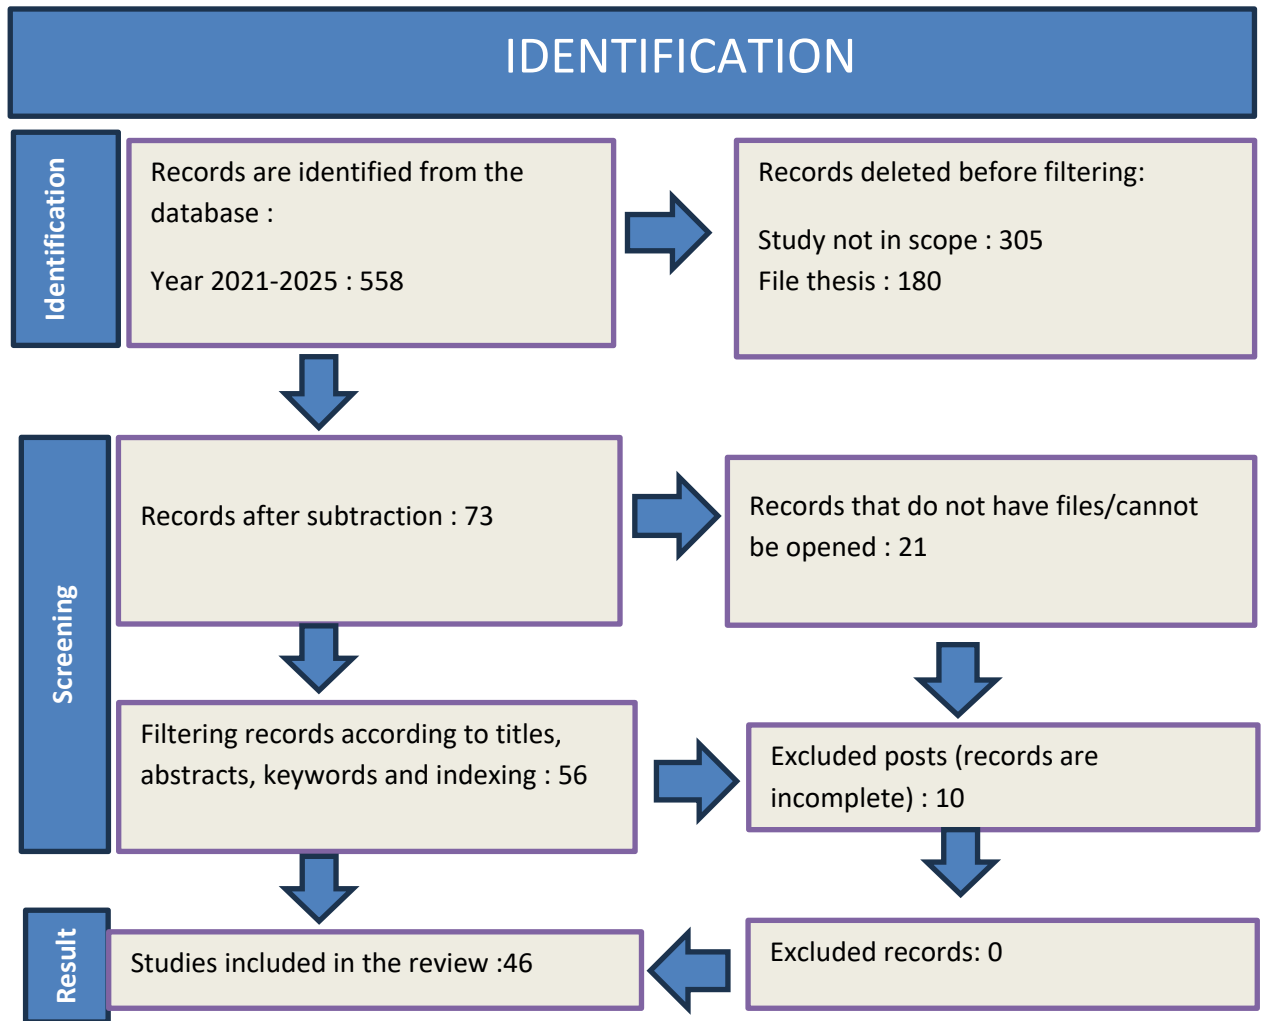 IDENTIFICATION
Identification
Records are identified from the
database :
Year 2021-2025 : 558
Records deleted before filtering:
Study not in scope : 305
File thesis : 180
Screening
Records after subtraction : 73
Records that do not have files/cannot
be opened : 21
Filtering records according to titles,
abstracts, keywords and indexing : 56
Excluded posts (records are
incomplete) : 10
Result
Studies included in the review :46
Excluded records: 0